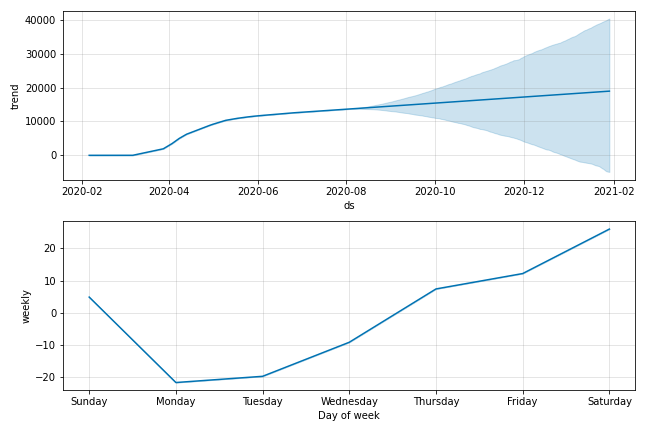 40000
30000
20000
10000
0
trend
2020-02 2020-04 2020-06 2020-08 2020-10 2020-12 2021-02
ds
20
10
0
−10
−20
weekly
Sunday Monday Tuesday Wednesday Thursday Friday Saturday
Day of week